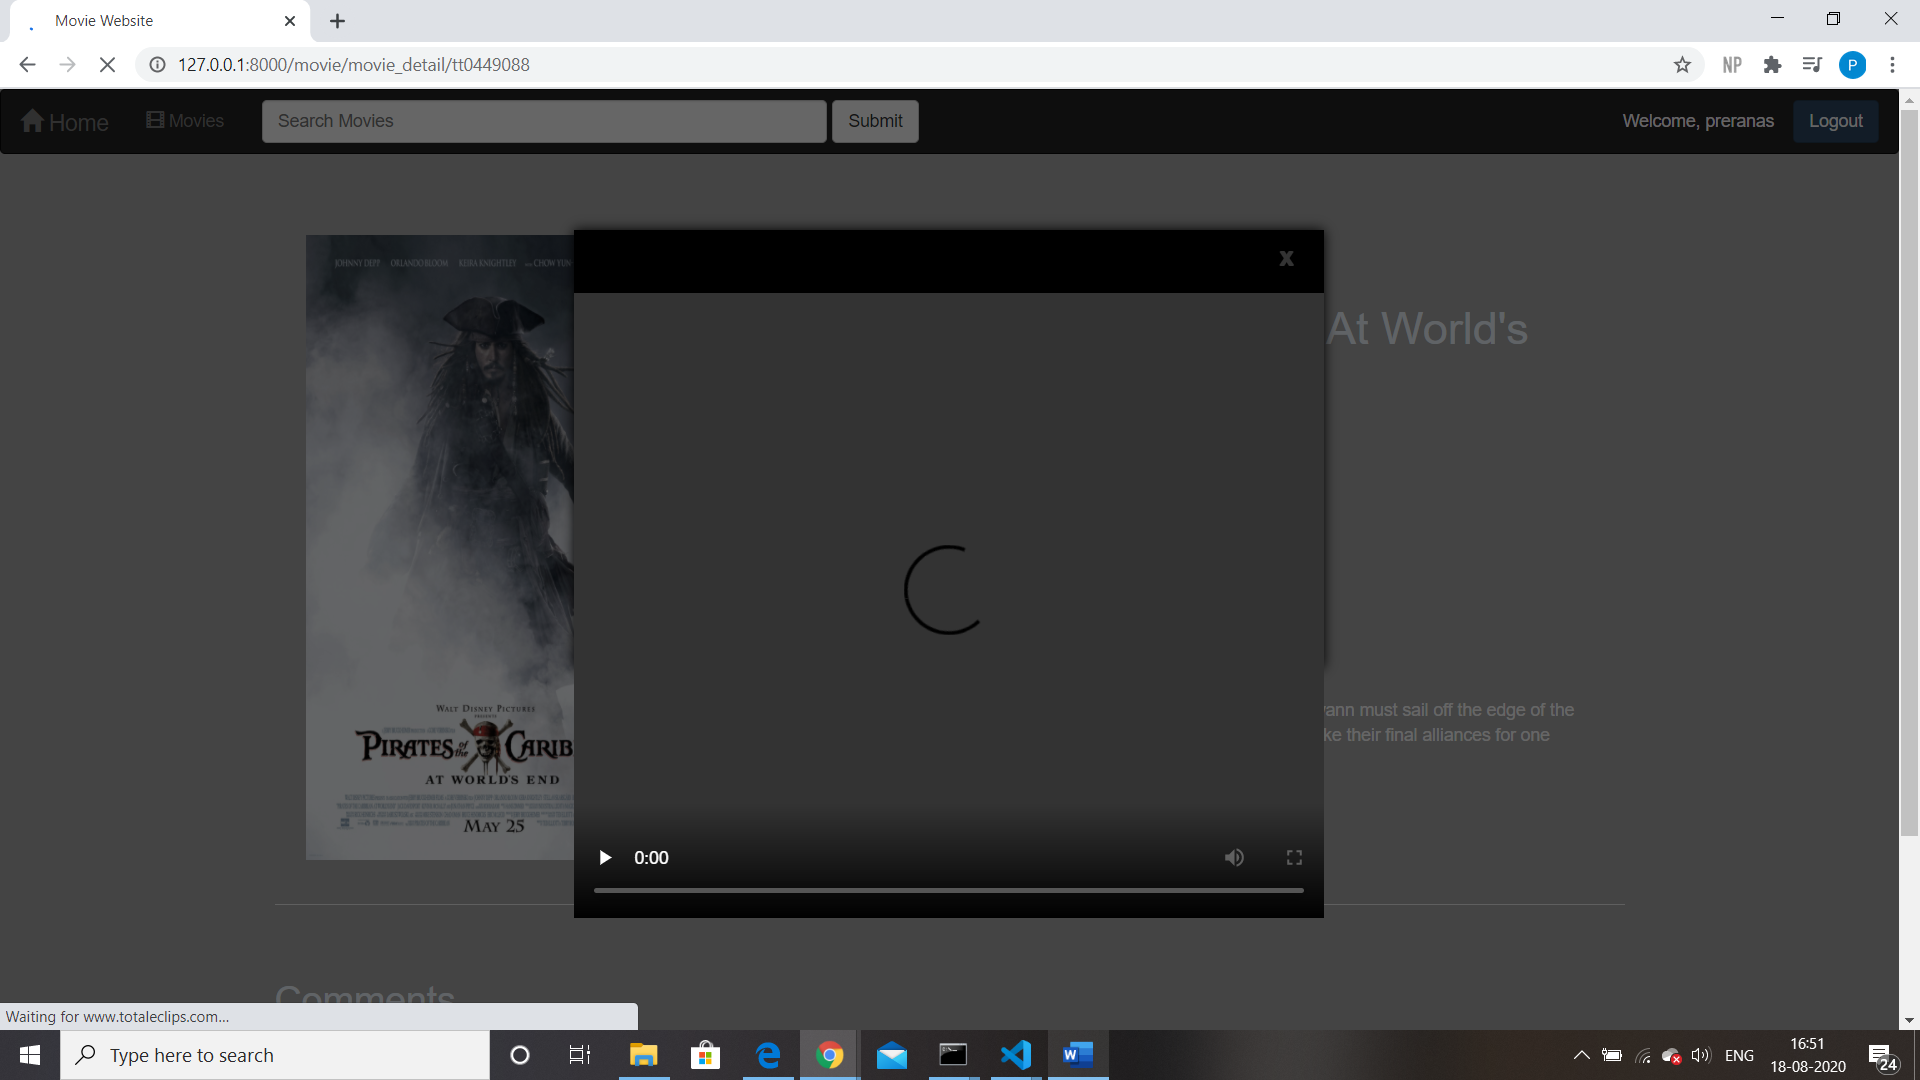 Movie Website
127.0.0.1:8000/movie/movie_detail/tt0449088
NP
P
Home
Movies
Search Movies
Submit
Welcome, preranas
Logout
JOHNNY DEPP ORLANDO BLOOM KEIRA KNIGHTLEY CHOW YUN
x
At World's
ann must sail off the edge of the
ke their final alliances for one
WALT DISNEY PICTURES
PRESENTS
PIRATES of the CARIB
AT WORLD'S END
MAY 25
0:00
Comments
Waiting for www.totaleclips.com...
Type here to search
ENG
16:51
18-08-2020
24